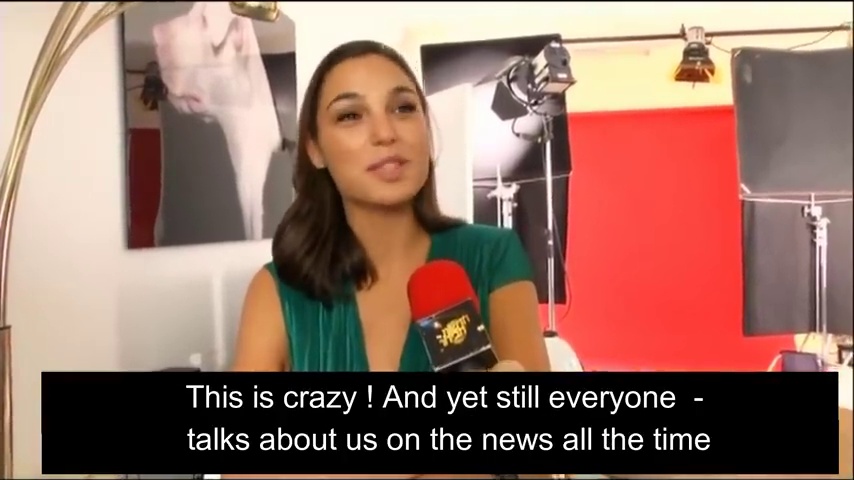 This is crazy ! And yet still everyone  -
talks about us on the news all the time